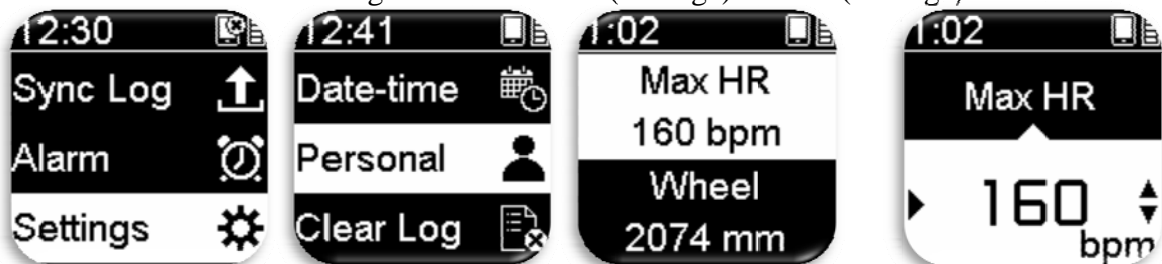 12:30
Sync Log
Alarm
Settings
12:41
Date-time
Personal
Clear Log
1:02
Max HR
160 bpm
Wheel
2074 mm
1:02
Max HR
160
bpm